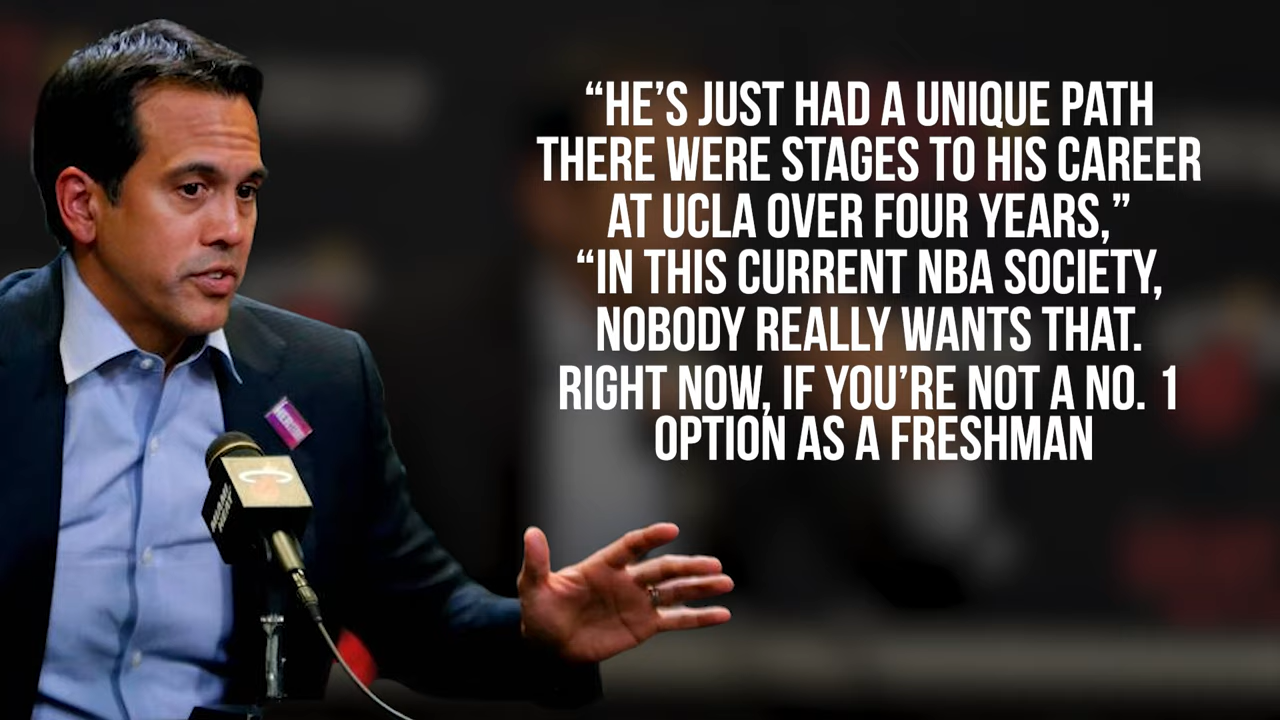 “HE’S JUST HAD A UNIQUE PATH
THERE WERE STAGES TO HIS CAREER
AT UCLA OVER FOUR YEARS,”
“IN THIS CURRENT NBA SOCIETY,
NOBODY REALLY WANTS THAT.
RIGHT NOW, IF YOU’RE NOT A NO. 1
OPTION AS A FRESHMAN